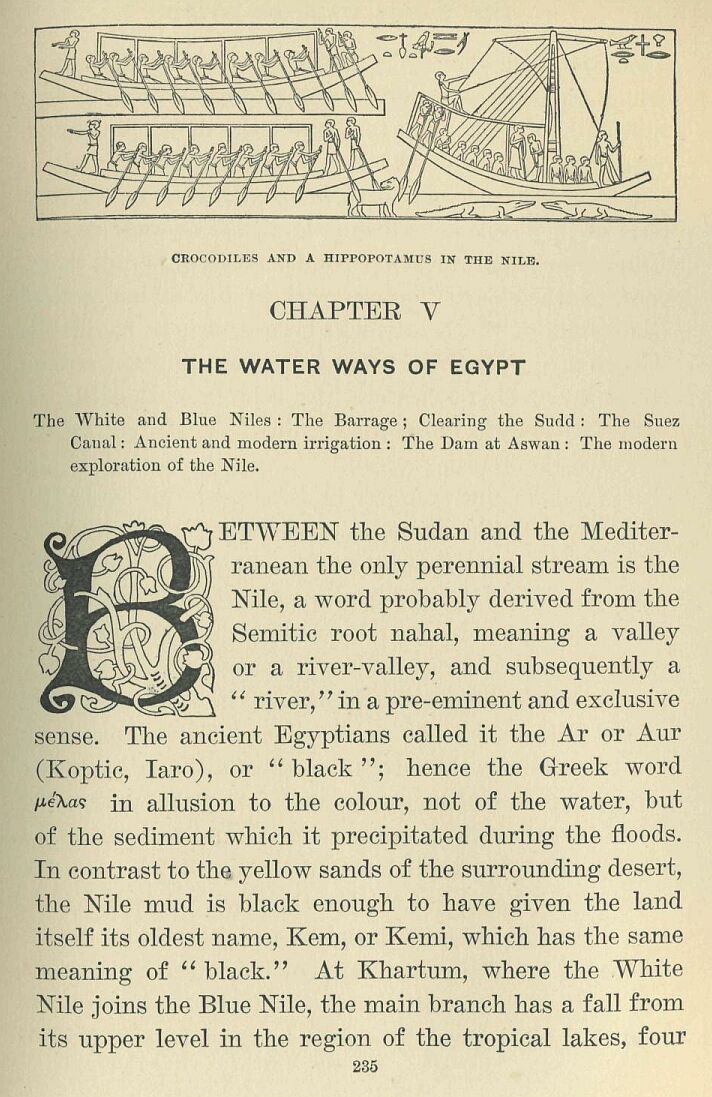 CROCODILES AND A HIPPOPOTAMUS IN THE NILE.
CHAPTER V
THE WATER WAYS OF EGYPT
The White and Blue Niles : The Barrage ; Clearing the Sudd : The Suez
Canal : Ancient and modern irrigation : The Dam at Aswan : The modern
exploration of the Nile.
BETWEEN the Sudan and the Mediter-
ranean the only perennial stream is the
Nile, a word probably derived from the
Semitic root nahal, meaning a valley
or a river-valley, and subsequently a
“ river,” in a pre-eminent and exclusive
sense. The ancient Egyptians called it the Ar or Aur
(Koptic, Iaro), or “ black ”; hence the Greek word
μέλας in allusion to the colour, not of the water, but
of the sediment which it precipitated during the floods.
In contrast to the yellow sands of the surrounding desert,
the Nile mud is black enough to have given the land
itself its oldest name, Kem, or Kemi, which has the same
meaning of “ black.” At Khartum, where the White
Nile joins the Blue Nile, the main branch has a fall from
its upper level in the region of the tropical lakes, four
235